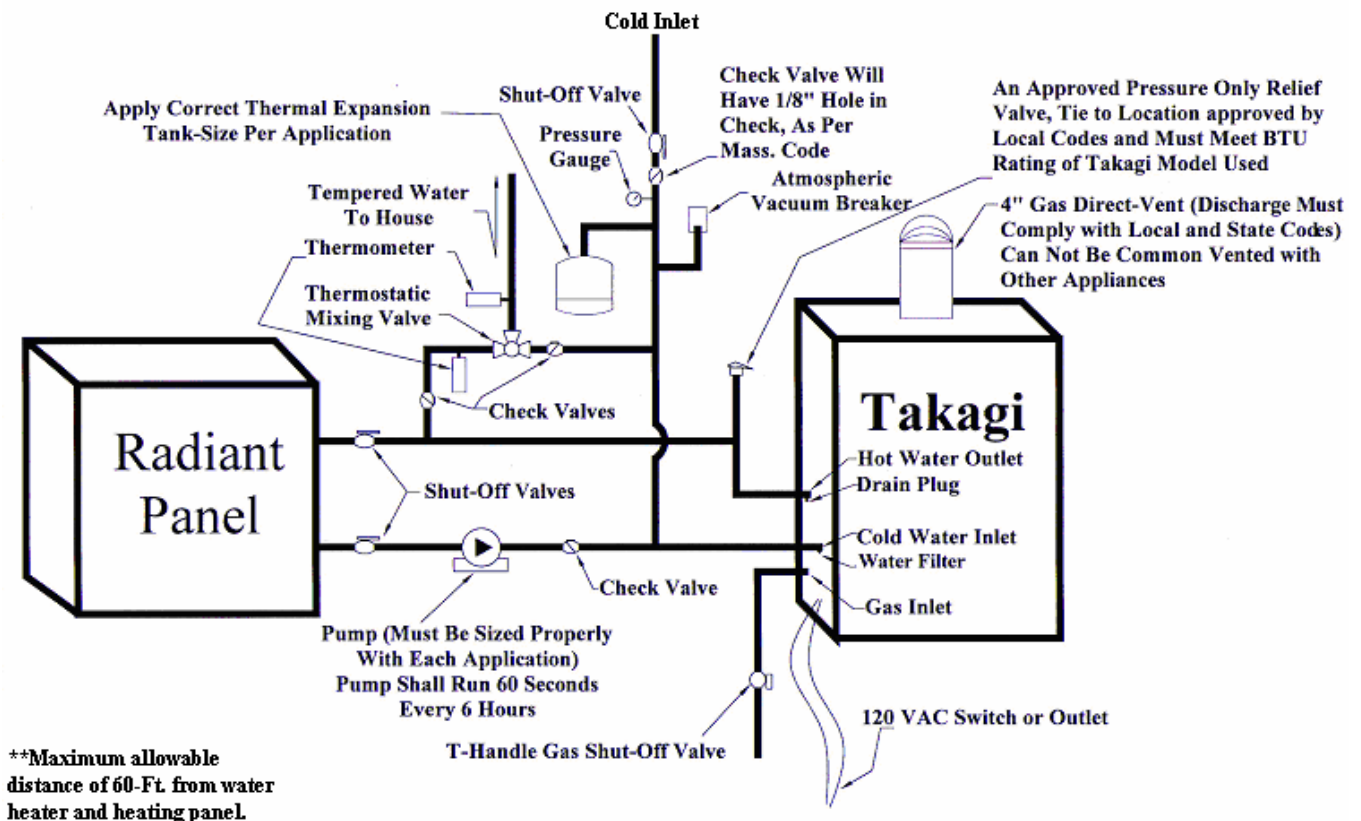 Cold Inlet
Shut-Off Valve
Apply Correct Thermal Expansion
Tank-Size Per Application
Pressure
Gauge
Check Valve Will
Have 1/8" Hole in
Check, As Per
Mass. Code
Atmospheric
Vacuum Breaker
An Approved Pressure Only Relief
Valve, Tie to Location approved by
Local Codes and Must Meet BTU
Rating of Takagi Model Used
4" Gas Direct-Vent (Discharge Must
Comply with Local and State Codes)
Can Not Be Common Vented with
Other Appliances
Tempered Water
To House
Thermometer
Thermostatic
Mixing Valve
Check Valves
Radiant
Panel
Shut-Off Valves
Takagi
Hot Water Outlet
Drain Plug
Cold Water Inlet
Water Filter
Gas Inlet
Check Valve
Pump (Must Be Sized Properly
With Each Application)
Pump Shall Run 60 Seconds
Every 6 Hours
T-Handle Gas Shut-Off Valve
120 VAC Switch or Outlet
**Maximum allowable
distance of 60-Ft. from water
heater and heating panel.